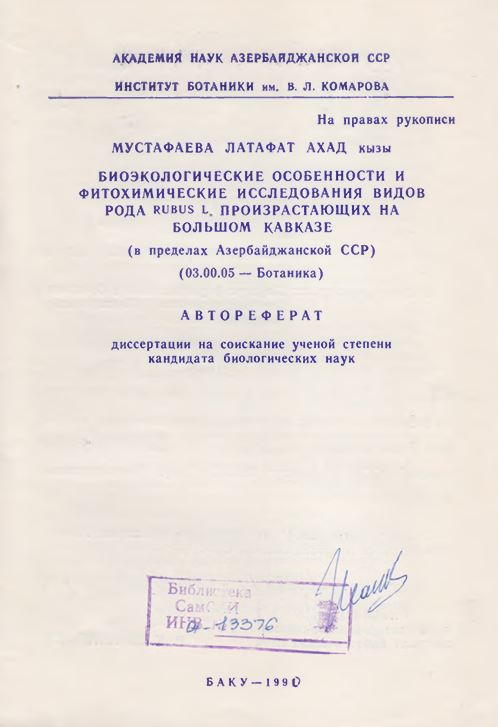 АКАДЕМИЯ НАУК АЗЕРБАЙДЖАНСКОЙ ССР
ИНСТИТУТ БОТАНИКИ им. В. Л. КОМАРОВА
На правах рукописи
МУСТАФАЕВА ЛАТАФАТ АХАД кызы
БИОЭКОЛОГИЧЕСКИЕ ОСОБЕННОСТИ И
ФИТОХИМИЧЕСКИЕ ИССЛЕДОВАНИЯ ВИДОВ
РОДА RUBUS L. ПРОИЗРАСТАЮЩИХ НА
БОЛЬШОМ КАВКАЗЕ
(в пределах Азербайджанской ССР)
(03.00.05 — Ботаника)
АВТОРЕФЕРАТ
диссертации на соискание ученой степени
кандидата биологических наук
Библиотека
13376
БАКУ—1991